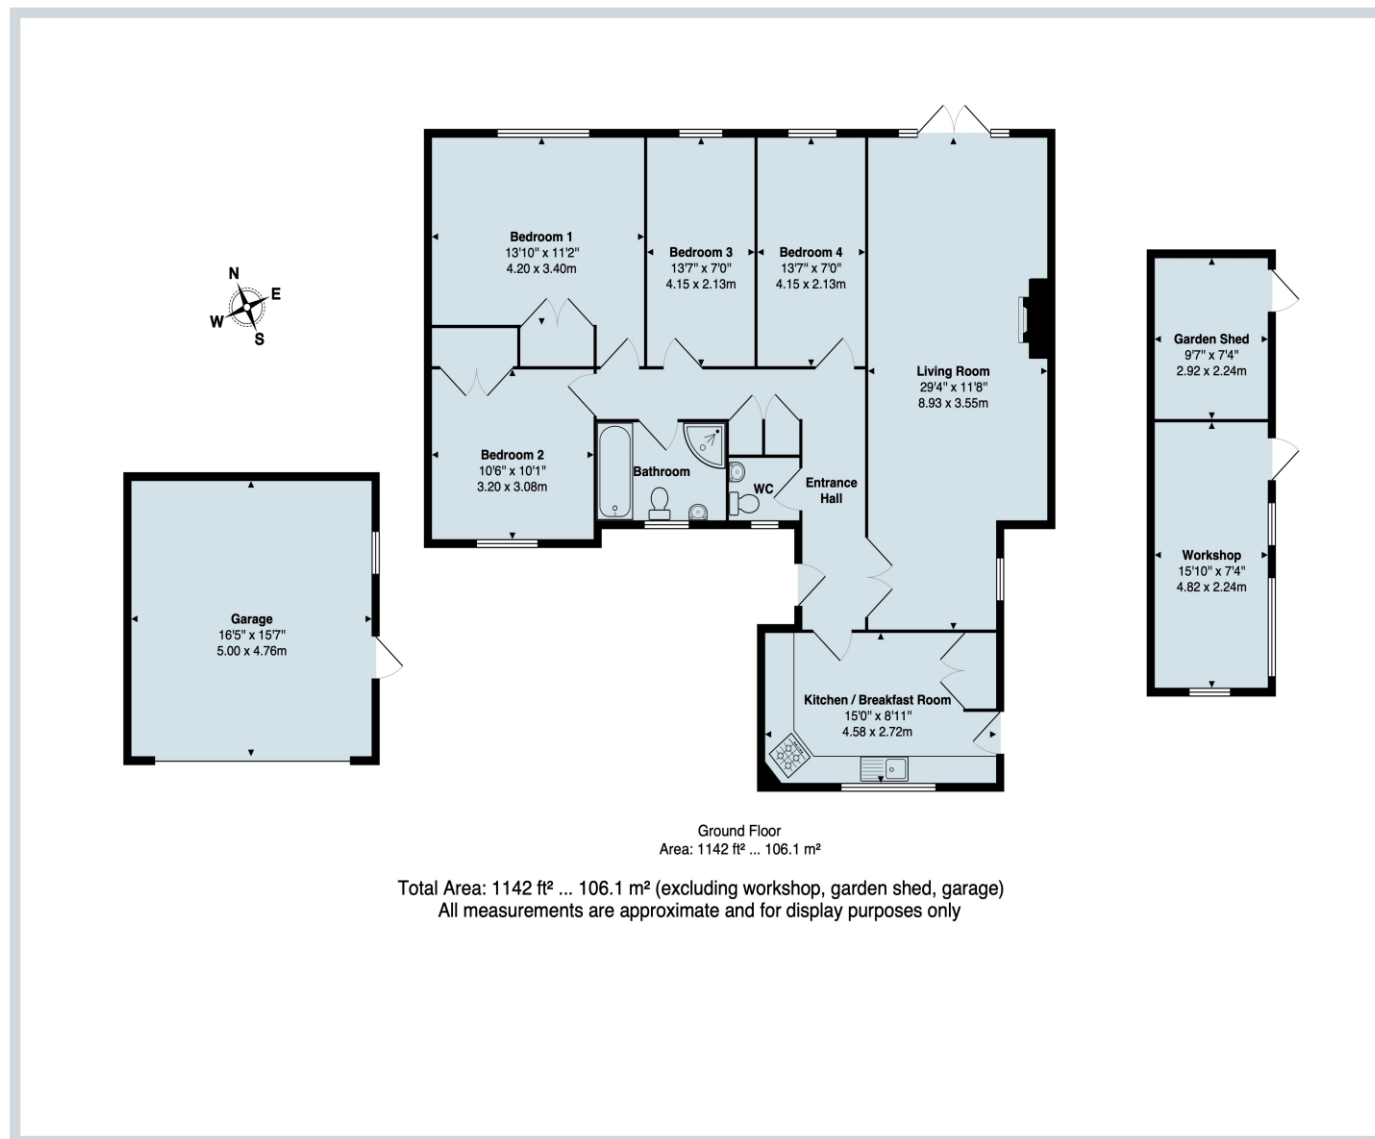 Bedroom 1
13'10" x 11'2"
4.20 x 3.40m
Bedroom 3
13'7" x 7'0"
4.15 x 2.13m
Bedroom 4
13'7" x 7'0"
4.15 x 2.13m
N
E
W
S
Living Room
29'4" x 11'8"
8.93 x 3.55m
Garden Shed
9'7" x 7'4"
2.92 x 2.24m
Bedroom 2
10'6" x 10'1"
3.20 x 3.08m
Bathroom
WC
Entrance
Hall
Workshop
15'10" x 7'4"
4.82 x 2.24m
Garage
16'5" x 15'7"
5.00 x 4.76m
Kitchen / Breakfast Room
15'0" x 8'11"
4.58 x 2.72m
Ground Floor
Area: 1142 ft² ... 106.1 m²
Total Area: 1142 ft² ... 106.1 m² (excluding workshop, garden shed, garage)
All measurements are approximate and for display purposes only